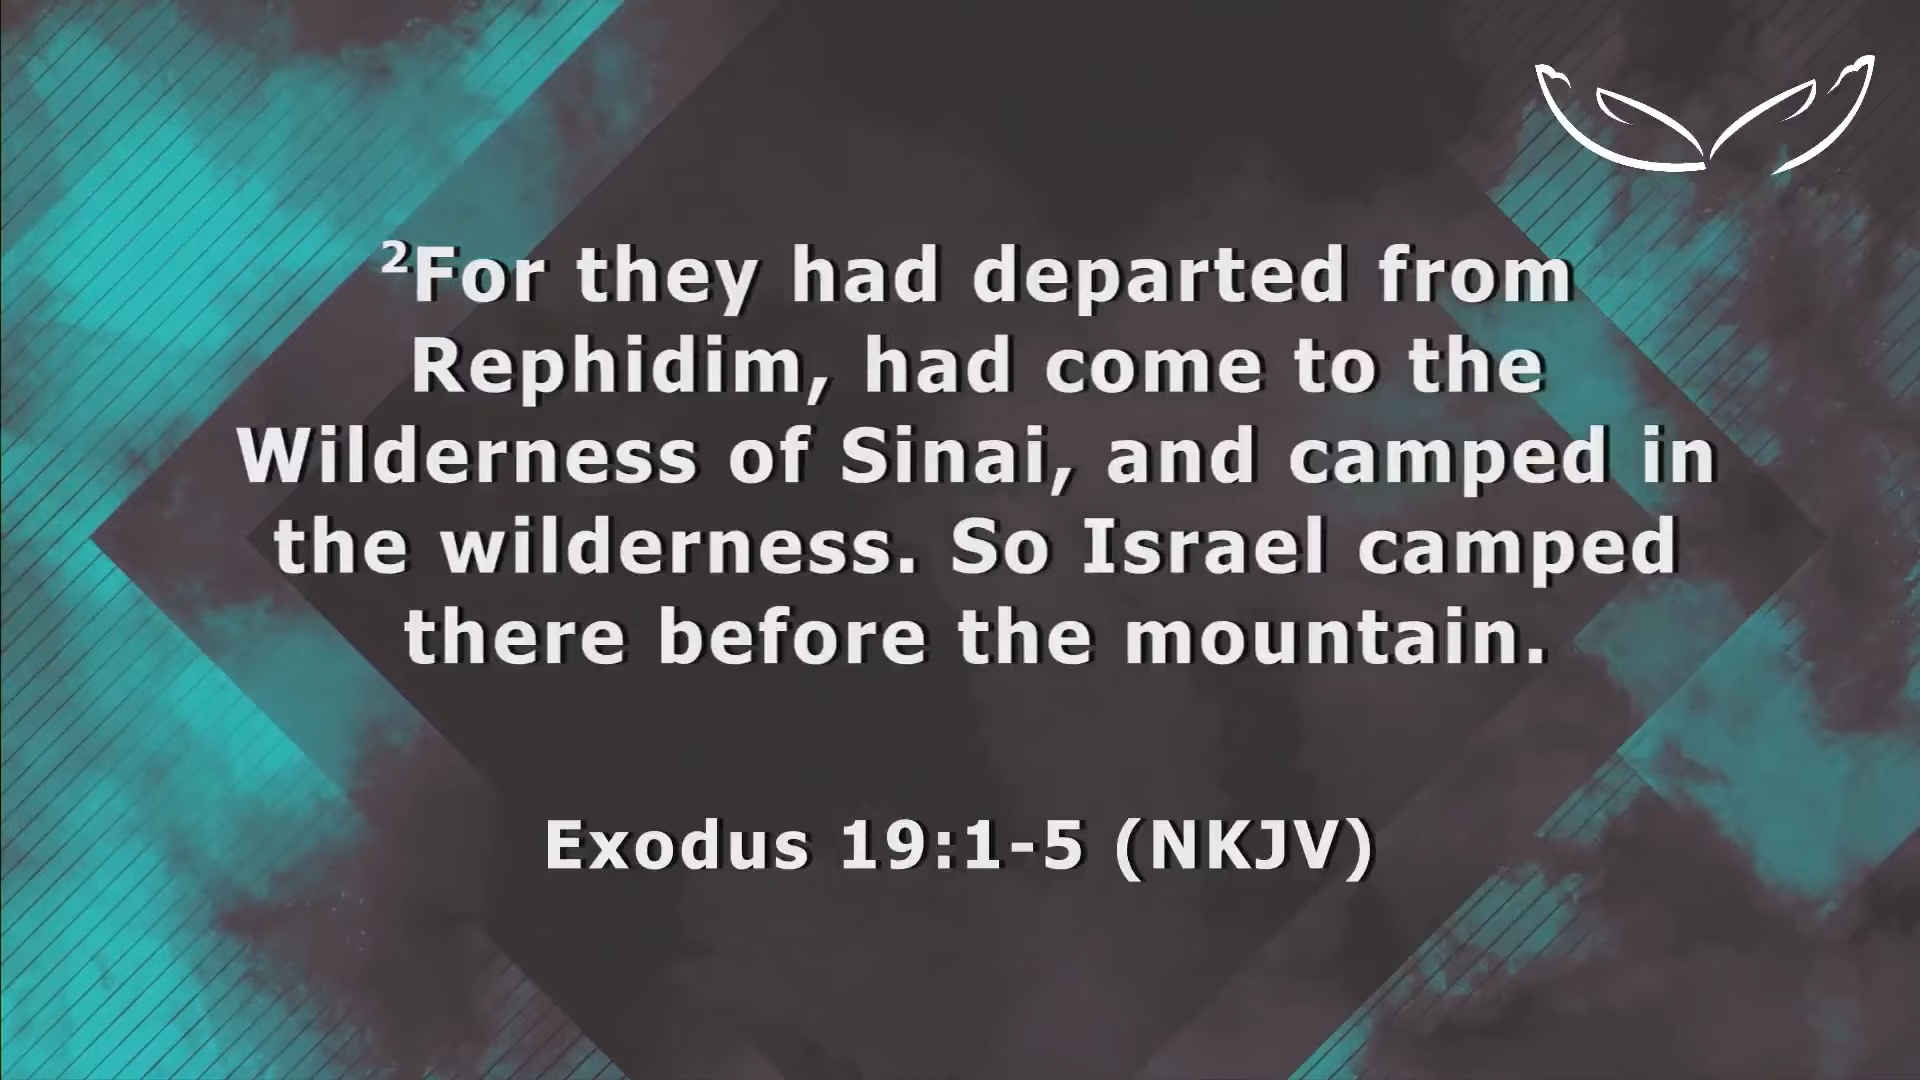 ²For they had departed from
Rephidim, had come to the
Wilderness of Sinai, and camped in
the wilderness. So Israel camped
there before the mountain.
Exodus 19:1-5 (NKJV)